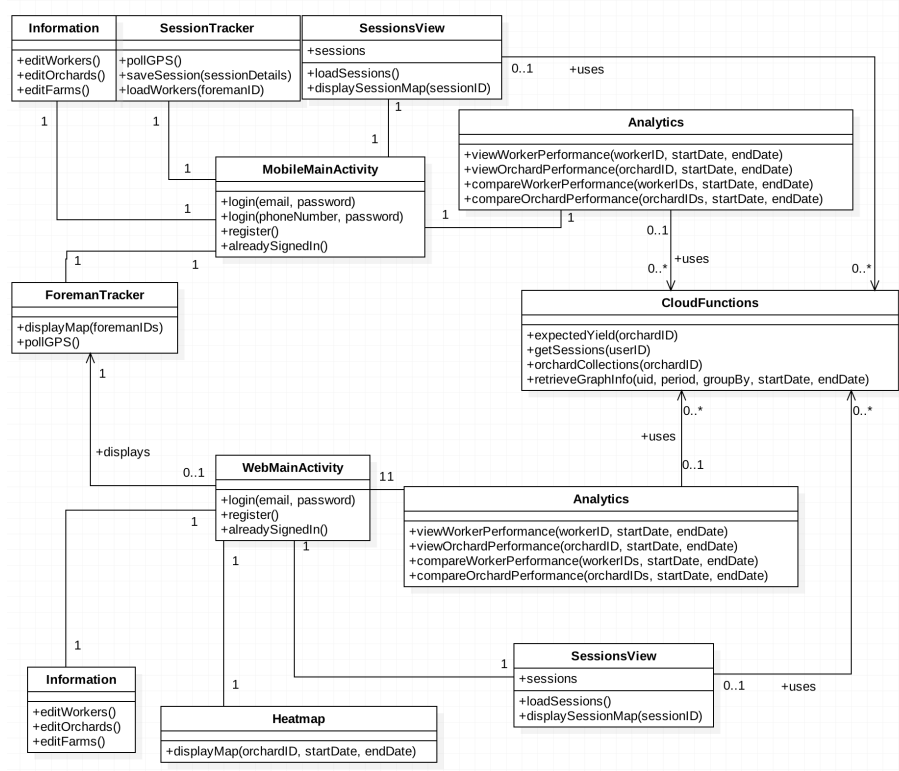 Information
+editWorkers()
+editOrchards()
+editFarms()
SessionTracker
+pollGPS()
+saveSession(sessionDetails)
+loadWorkers(foremanID)
SessionsView
+sessions
+loadSessions()
+displaySessionMap(sessionID)
0..1
+uses
1
1
1
1
Analytics
+viewWorkerPerformance(workerID, startDate, endDate)
+viewOrchardPerformance(orchardID, startDate, endDate)
+compareWorkerPerformance(workerIDs, startDate, endDate)
+compareOrchardPerformance(orchardIDs, startDate, endDate)
1
1
MobileMainActivity
+login(email, password)
+login(phoneNumber, password)
+register()
+alreadySignedIn()
1
1
0..1
+uses
0..*
0..*
1
1
ForemanTracker
+displayMap(foremanIDs)
+pollGPS()
CloudFunctions
+expectedYield(orchardID)
+getSessions(userID)
+orchardCollections(orchardID)
+retrieveGraphInfo(uid, period, groupBy, startDate, endDate)
1
+displays
0..1
0..*
+uses
0..1
0..*
WebMainActivity
+login(email, password)
+register()
+alreadySignedIn()
1
1
Analytics
+viewWorkerPerformance(workerID, startDate, endDate)
+viewOrchardPerformance(orchardID, startDate, endDate)
+compareWorkerPerformance(workerIDs, startDate, endDate)
+compareOrchardPerformance(orchardIDs, startDate, endDate)
1
1
1
1
1
1
SessionsView
+sessions
+loadSessions()
+displaySessionMap(sessionID)
0..1
+uses
Information
+editWorkers()
+editOrchards()
+editFarms()
Heatmap
+displayMap(orchardID, startDate, endDate)